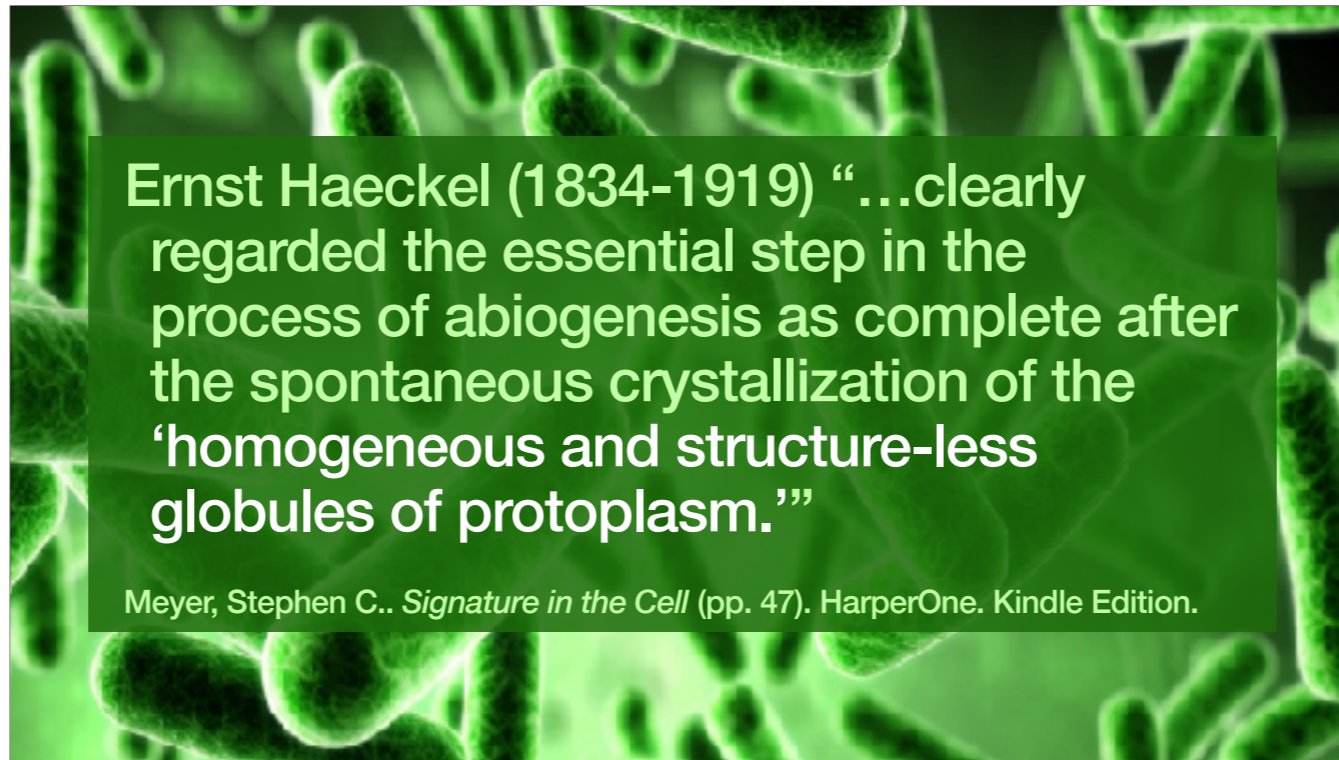 Ernst Haeckel (1834-1919) “…clearly
regarded the essential step in the
process of abiogenesis as complete after
the spontaneous crystallization of the
‘homogeneous and structure-less
globules of protoplasm.’”
Meyer, Stephen C.. Signature in the Cell (pp. 47). HarperOne. Kindle Edition.